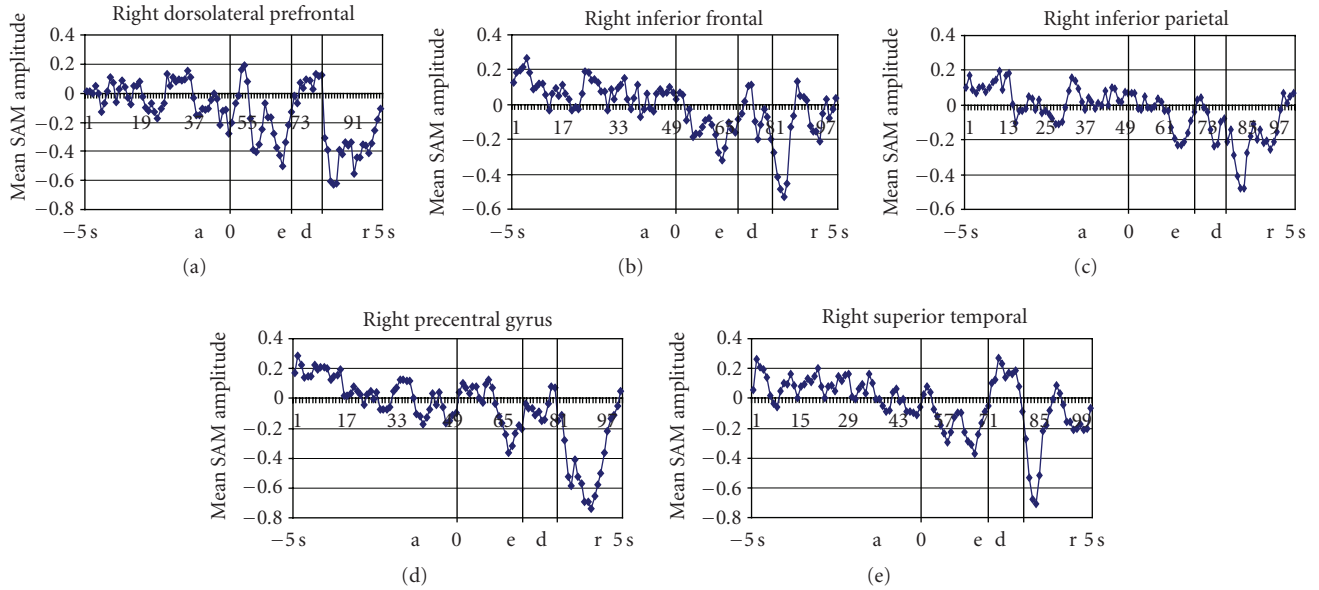 Right dorsolateral prefrontal
Mean SAM amplitude
0.4
0.2
0
−0.2
−0.4
−0.6
−0.8
1 19 37 55 73 91
−5 s a 0 e d r 5 s
(a)
Right inferior frontal
Mean SAM amplitude
0.4
0.2
0
−0.2
−0.4
−0.6
1 17 33 49 65 81 97
−5 s a 0 e d r 5 s
(b)
Right inferior parietal
Mean SAM amplitude
0.4
0.2
0
−0.2
−0.4
−0.6
1 13 25 37 49 61 73 85 97
−5 s a 0 e d r 5 s
(c)
Right precentral gyrus
Mean SAM amplitude
0.4
0.2
0
−0.2
−0.4
−0.6
−0.8
1 17 33 49 65 81 97
−5 s a 0 e d r 5 s
(d)
Right superior temporal
Mean SAM amplitude
0.4
0.2
0
−0.2
−0.4
−0.6
−0.8
1 15 29 43 57 71 85 99
−5 s a 0 e d r 5 s
(e)